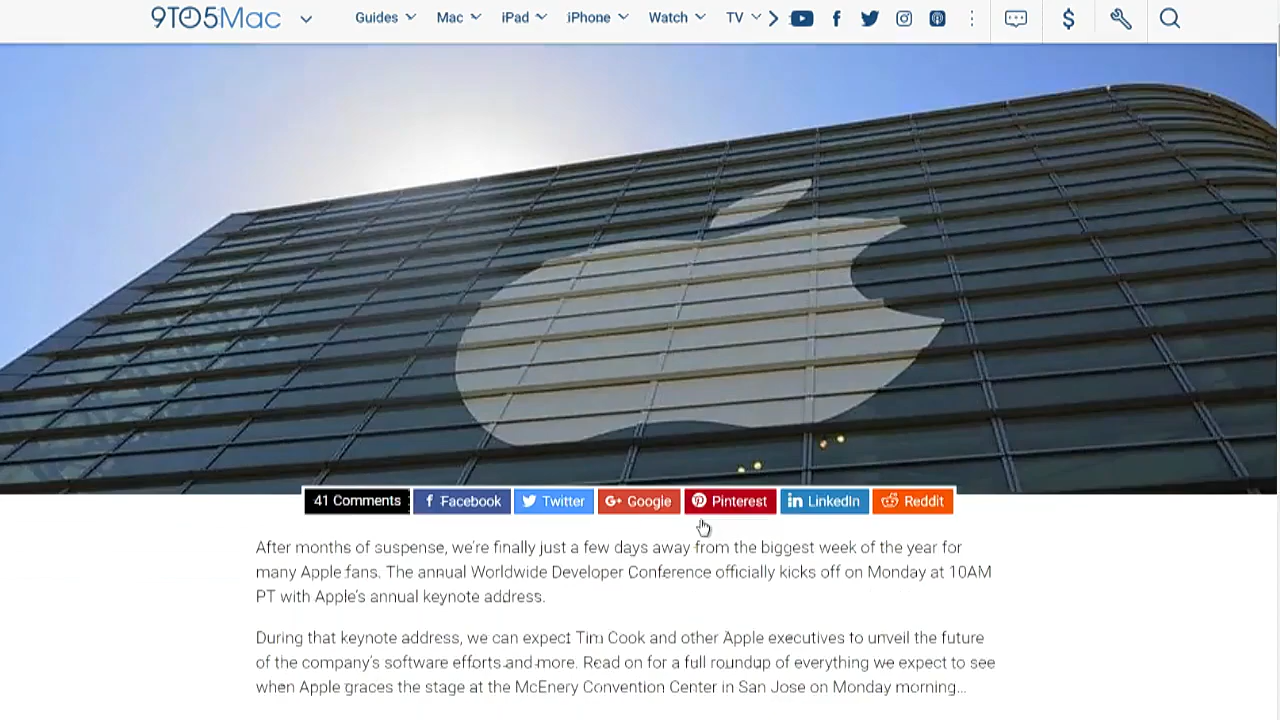 9TO5Mac
Guides Mac iPad iPhone Watch TV
41 Comments Facebook Twitter Google Pinterest LinkedIn Reddit
After months of suspense, we're finally just a few days away from the biggest week of the year for
many Apple fans. The annual Worldwide Developer Conference officially kicks off on Monday at 10AM
PT with Apple's annual keynote address.
During that keynote address, we can expect Tim Cook and other Apple executives to unveil the future
of the company's software efforts and more. Read on for a full roundup of everything we expect to see
when Apple graces the stage at the McEnery Convention Center in San Jose on Monday morning...